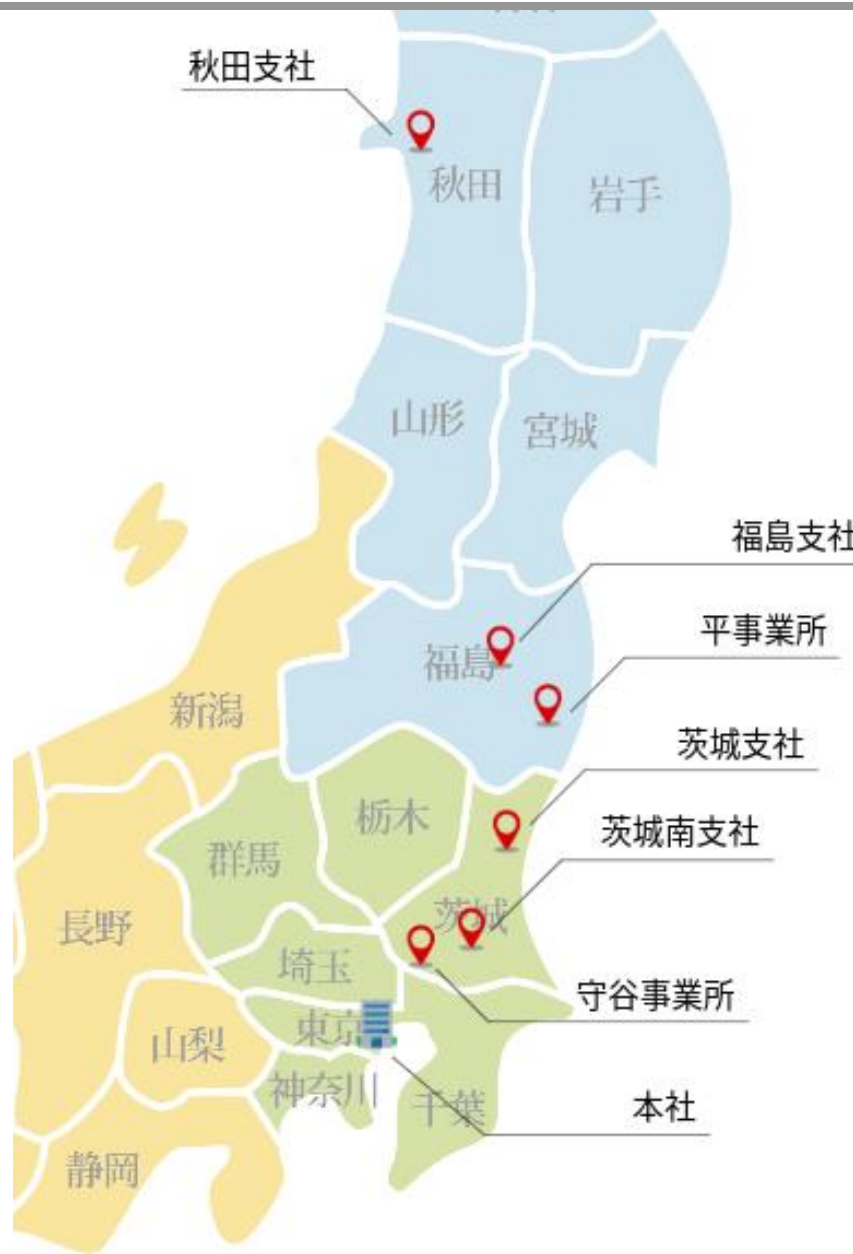 秋田支社
秋田
岩手
山形
宮城
福島支社
平事業所
福島
新潟
茨城支社
栃木
茨城南支社
群馬
茨城
長野
埼玉
守谷事業所
東京
山梨
神奈川
千葉
本社
静岡